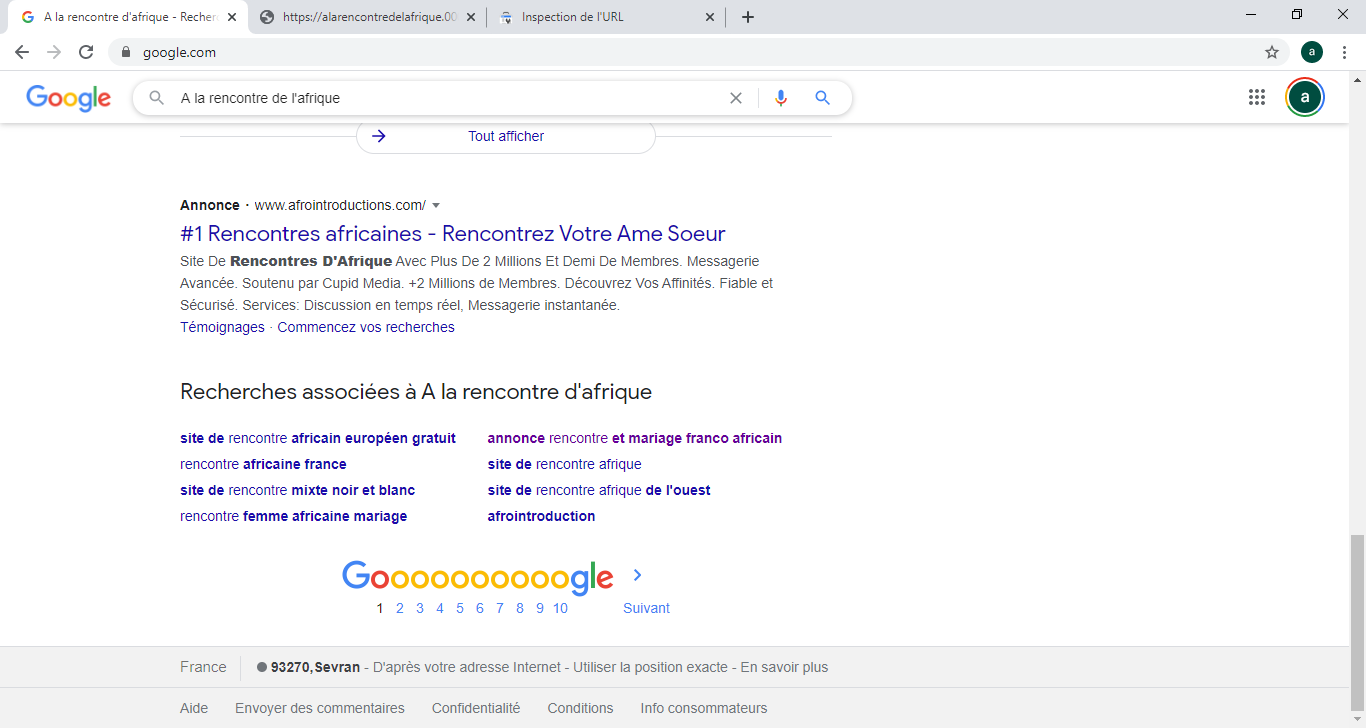 A la rencontre d'afrique - Recher
https://alarencontredelafrique.00
Inspection de l'URL
google.com
a
Google
A la rencontre de l'afrique
a
Tout afficher
Annonce · www.afrointroductions.com/
#1 Rencontres africaines - Rencontrez Votre Ame Soeur
Site De Rencontres D'Afrique Avec Plus De 2 Millions Et Demi De Membres. Messagerie
Avancée. Soutenu par Cupid Media. +2 Millions de Membres. Découvrez Vos Affinités. Fiable et
Sécurisé. Services: Discussion en temps réel, Messagerie instantanée.
Témoignages · Commencez vos recherches
Recherches associées à A la rencontre d'afrique
site de rencontre africain européen gratuit
annonce rencontre et mariage franco africain
rencontre africaine france
site de rencontre afrique
site de rencontre mixte noir et blanc
site de rencontre afrique de l'ouest
rencontre femme africaine mariage
afrointroduction
Goooooooooogle
1 2 3 4 5 6 7 8 9 10 Suivant
France 93270,Sevran - D'après votre adresse Internet - Utiliser la position exacte - En savoir plus
Aide Envoyer des commentaires Confidentialité Conditions Info consommateurs